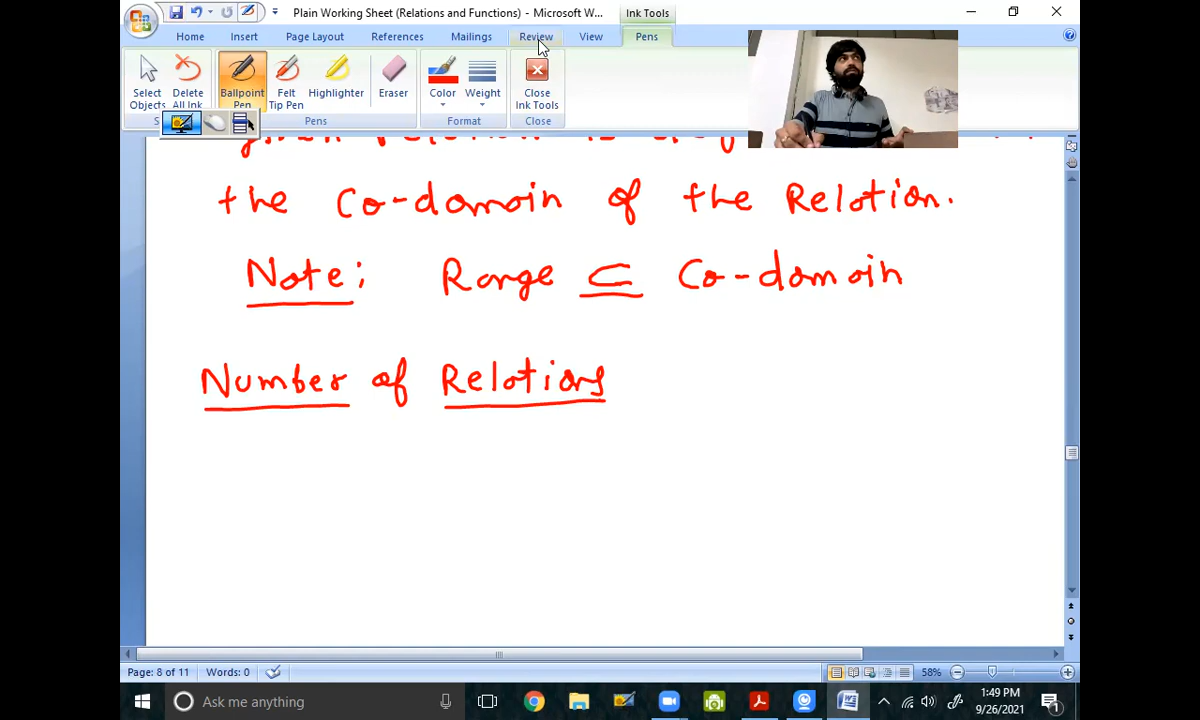 Plain Working Sheet (Relations and Functions) - Microsoft W...
Ink Tools
Home Insert Page Layout References Mailings Review View Pens
Select Objects
Delete All Ink
Ballpoint Pen
Felt Tip Pen
Highlighter
Eraser
Color
Weight
Close Ink Tools
S Pens Format Close
given relation is
the Co-domain of the Relation.
Note: Range ⊆ Co-domain
Number of Relations
Page: 8 of 11 Words: 0 58%
Ask me anything
1:49 PM
9/26/2021